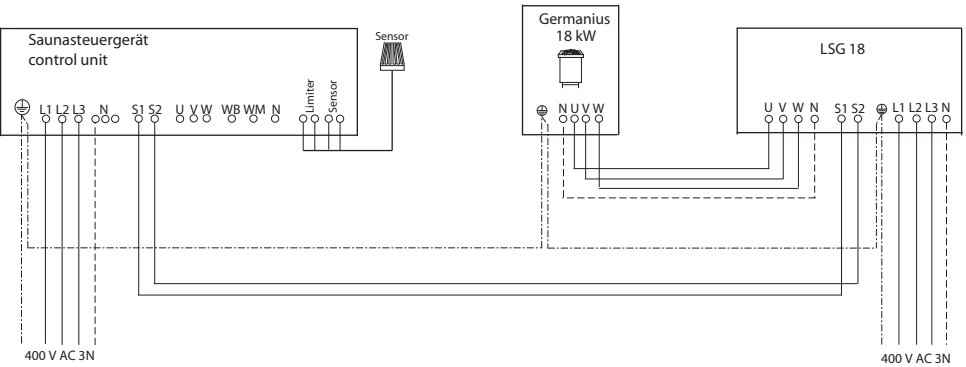 Saunasteuergerät
control unit
L1 L2 L3 N S1 S2 U V W WB WM N
Limiter
Sensor
Sensor
Germanius
18 kW
N U V W
LSG 18
U V W N S1 S2 L1 L2 L3 N
400 V AC 3N
400 V AC 3N